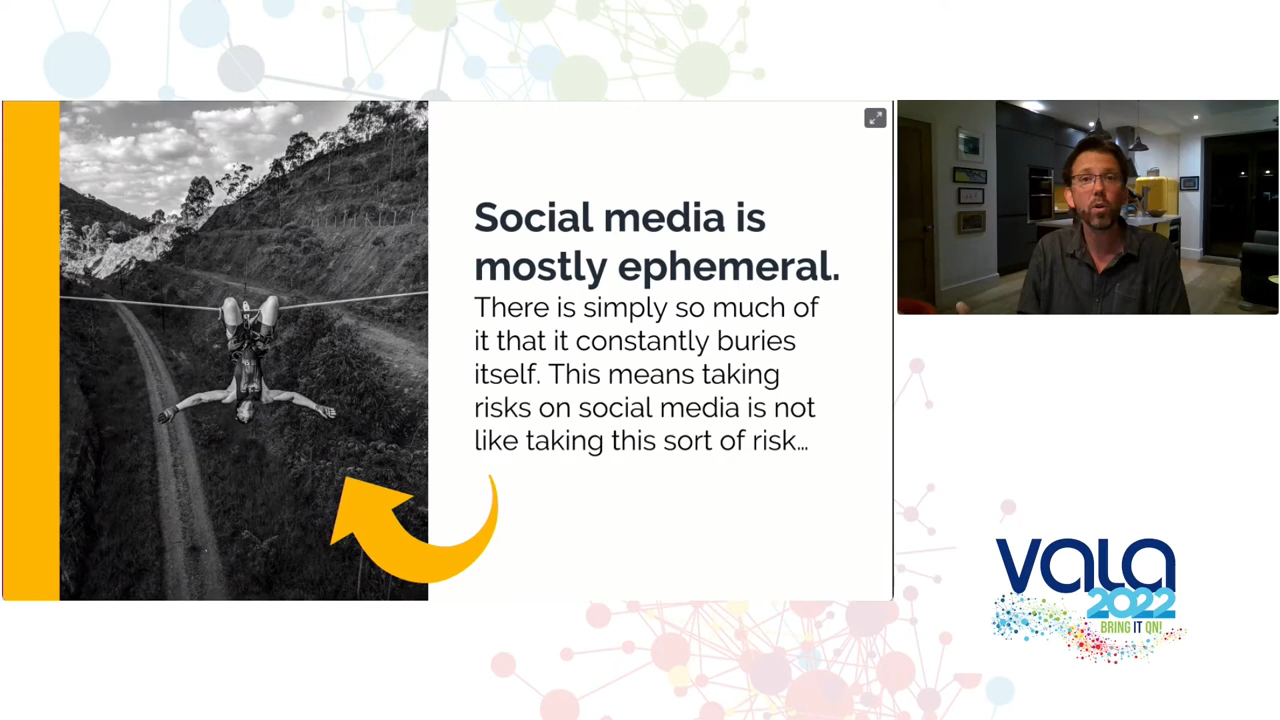 Social media is
mostly ephemeral.
There is simply so much of
it that it constantly buries
itself. This means taking
risks on social media is not
like taking this sort of risk…
VALA
2022
BRING IT ON!